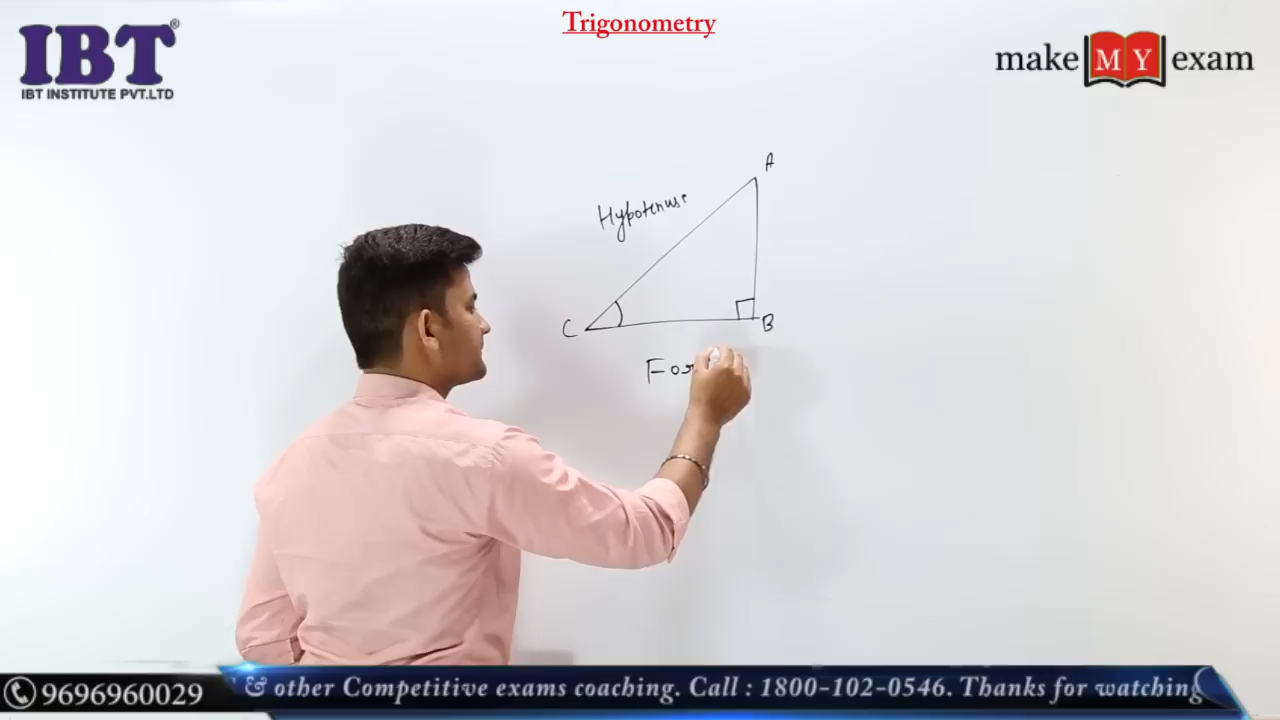 Trigonometry
IBT®
IBT INSTITUTE PVT.LTD
make MY exam
A
Hypotenuse
C
B
For
9696960029
& other Competitive exams coaching. Call : 1800-102-0546. Thanks for watching